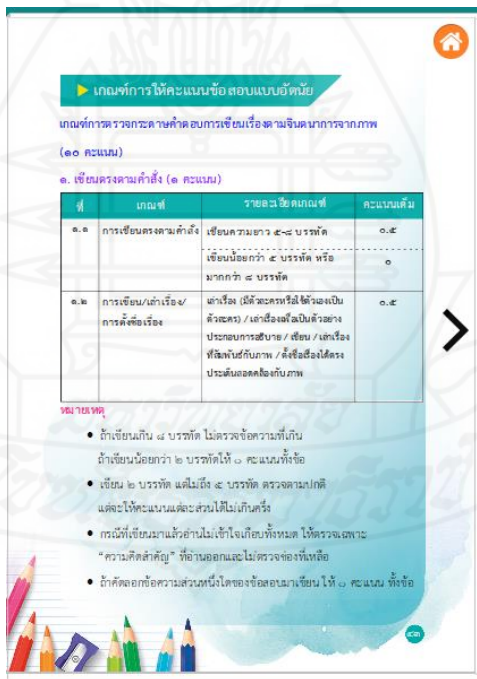 เกณฑ์การให้คะแนนข้อสอบแบบอัตนัย
เกณฑ์การตรวจกระดาษคำตอบการเขียนเรื่องตามจินตนาการจากภาพ
(๑๐ คะแนน)
๑. เขียนตรงตามคำสั่ง (๑ คะแนน)
ที่ เกณฑ์ รายละเอียดเกณฑ์ คะแนนเต็ม
๑.๑ การเขียนตรงตามคำสั่ง เขียนความยาว ๕-๘ บรรทัด ๐.๕
เขียนน้อยกว่า ๕ บรรทัด หรือ ๐
มากกว่า ๘ บรรทัด
๑.๒ การเขียน/เล่าเรื่อง/ เล่าเรื่อง (มีตัวละครหรือใช้ตัวเองเป็น ๐.๕
การตั้งชื่อเรื่อง ตัวละคร) / เล่าเรื่องเพื่อเป็นตัวอย่าง
ประกอบการอธิบาย / เขียน / เล่าเรื่อง
ที่สัมพันธ์กับภาพ / ตั้งชื่อเรื่องได้ตรง
ประเด็นสอดคล้องกับภาพ
หมายเหตุ
• ถ้าเขียนเกิน ๘ บรรทัด ไม่ตรวจข้อความที่เกิน
ถ้าเขียนน้อยกว่า ๒ บรรทัดให้ ๐ คะแนนทั้งข้อ
• เขียน ๒ บรรทัด แต่ไม่ถึง ๕ บรรทัด ตรวจตามปกติ
แต่จะให้คะแนนแต่ละส่วนได้ไม่เกินครึ่ง
• กรณีที่เขียนมาแล้วอ่านไม่เข้าใจเกือบทั้งหมด ให้ตรวจเฉพาะ
“ความคิดสำคัญ” ที่อ่านออกและไม่ตรวจช่องที่เหลือ
• ถ้าคัดลอกข้อความส่วนหนึ่งใดของข้อสอบมาเขียน ให้ ๐ คะแนน ทั้งข้อ
๔๓